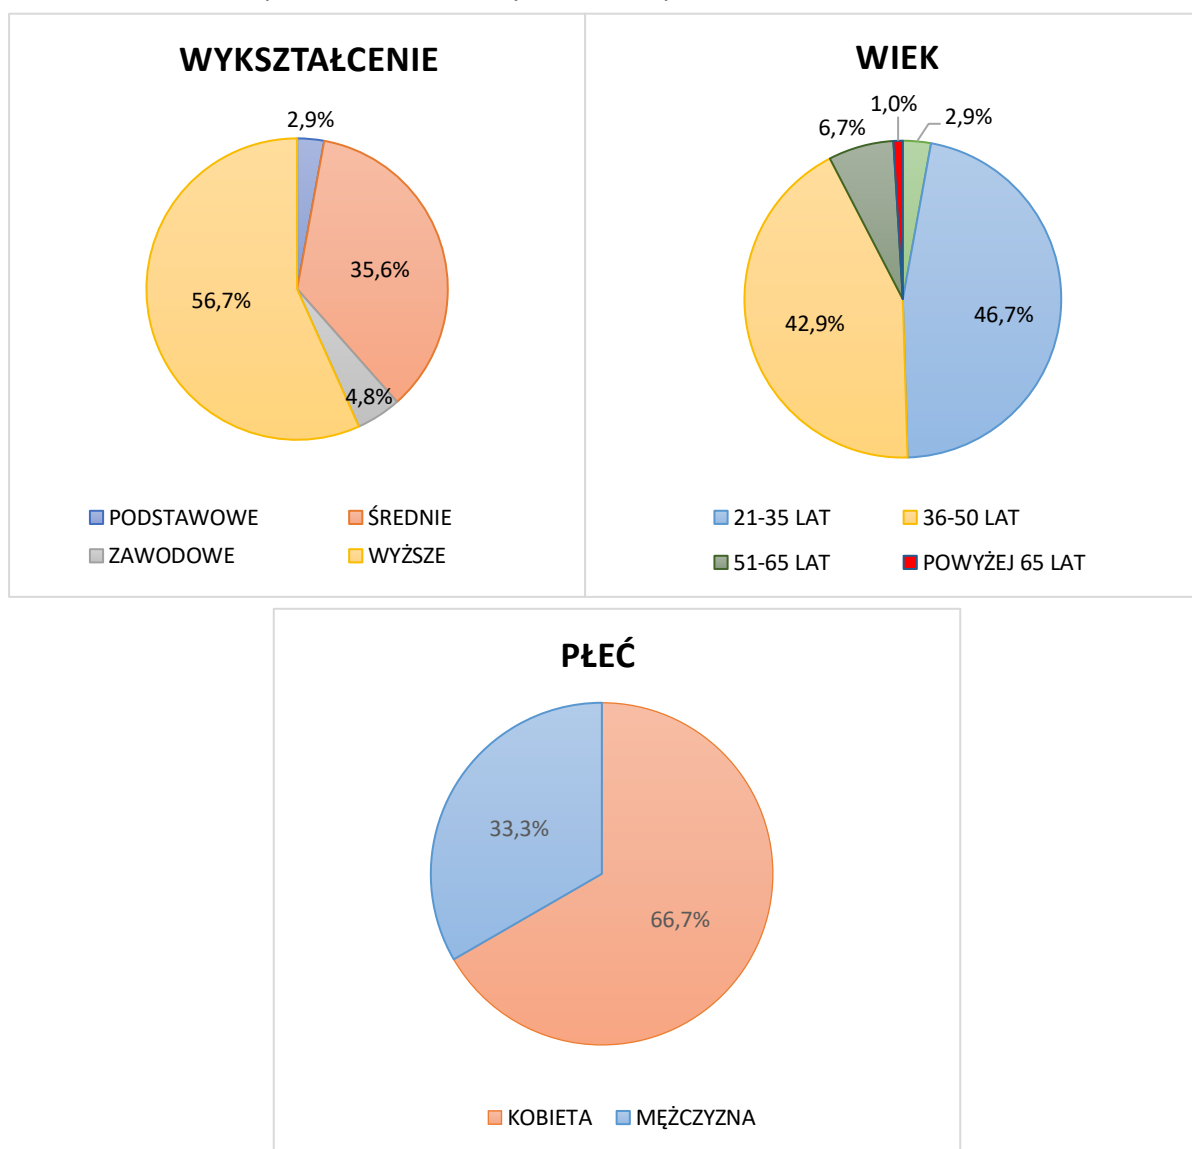 WYKSZTAŁCENIE
2,9%
35,6%
56,7%
4,8%
PODSTAWOWE ŚREDNIE
ZAWODOWE WYŻSZE
WIEK
1,0%
2,9%
6,7%
46,7%
42,9%
21-35 LAT 36-50 LAT
51-65 LAT POWYŻEJ 65 LAT
PŁEĆ
33,3%
66,7%
KOBIETA MĘŻCZYZNA